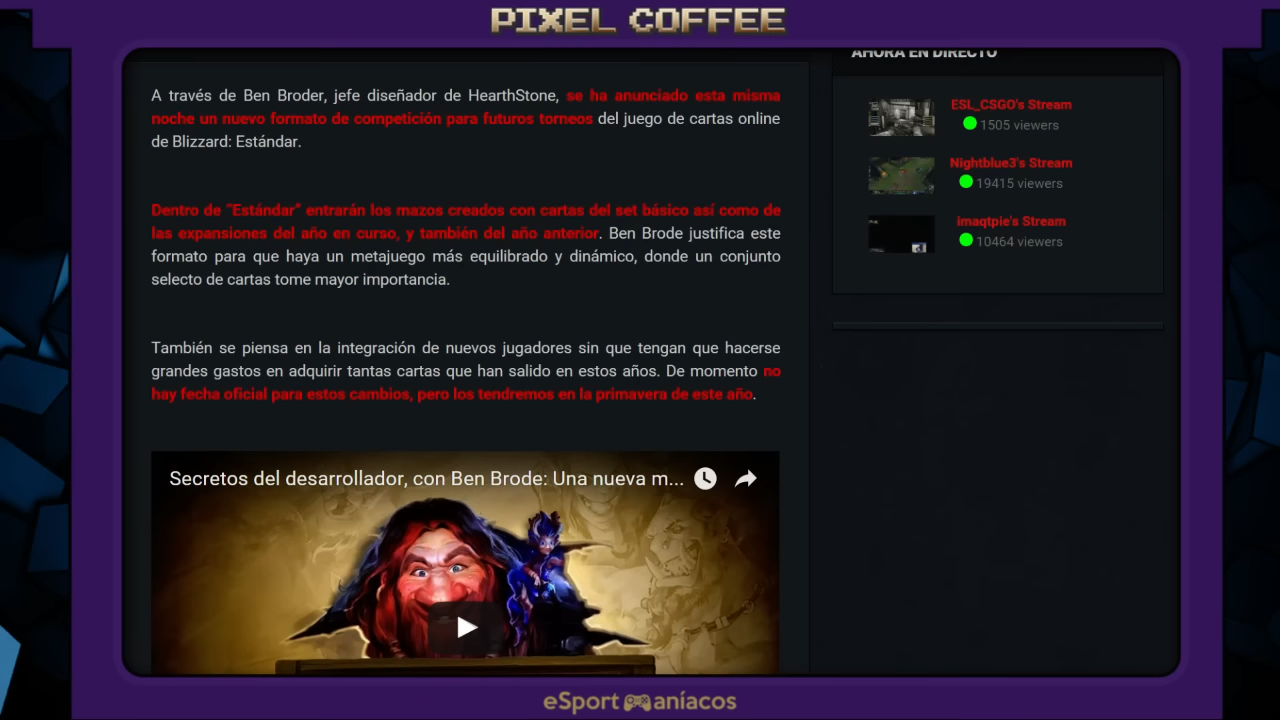 PIXEL COFFEE
A través de Ben Broder, jefe diseñador de HearthStone, se ha anunciado esta misma
noche un nuevo formato de competición para futuros torneos del juego de cartas online
de Blizzard: Estándar.
Dentro de “Estándar” entrarán los mazos creados con cartas del set básico así como de
las expansiones del año en curso, y también del año anterior. Ben Brode justifica este
formato para que haya un metajuego más equilibrado y dinámico, donde un conjunto
selecto de cartas tome mayor importancia.
También se piensa en la integración de nuevos jugadores sin que tengan que hacerse
grandes gastos en adquirir tantas cartas que han salido en estos años. De momento no
hay fecha oficial para estos cambios, pero los tendremos en la primavera de este año.
Secretos del desarrollador, con Ben Brode: Una nueva m...
AHORA EN DIRECTO
ESL_CSGO's Stream
1505 viewers
Nightblue3's Stream
19415 viewers
imaqtpie's Stream
10464 viewers
eSport maníacos